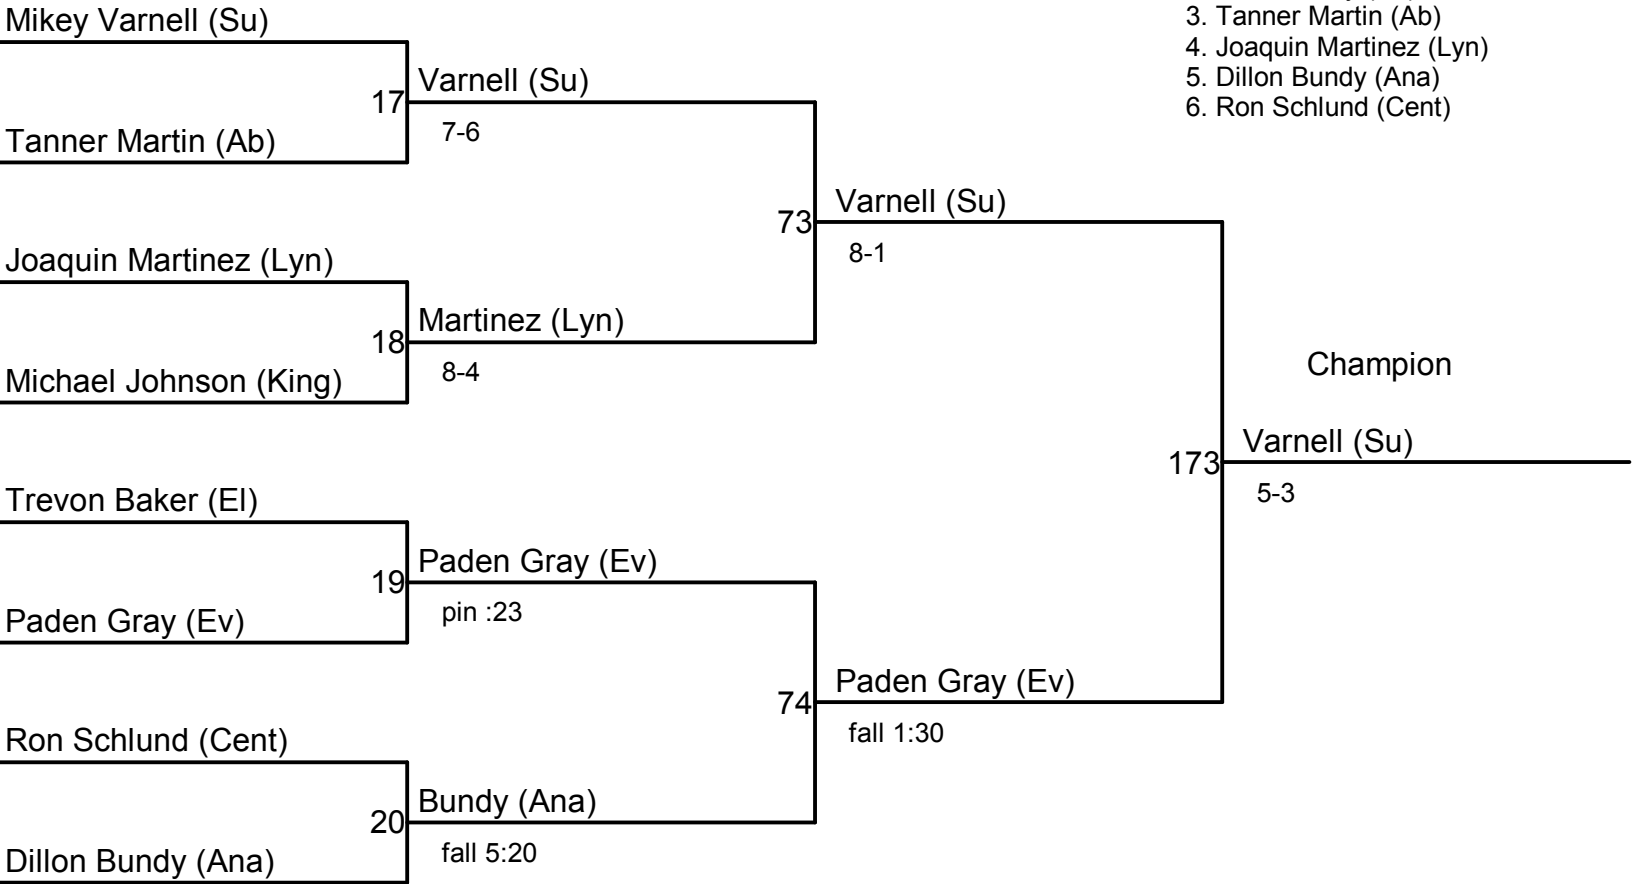 Mikey Varnell (Su)
3. Tanner Martin (Ab)
4. Joaquin Martinez (Lyn)
5. Dillon Bundy (Ana)
6. Ron Schlund (Cent)
17
Varnell (Su)
7-6
Tanner Martin (Ab)
73
Varnell (Su)
8-1
Joaquin Martinez (Lyn)
18
Martinez (Lyn)
8-4
Michael Johnson (King)
Champion
173
Varnell (Su)
5-3
Trevon Baker (El)
19
Paden Gray (Ev)
pin :23
Paden Gray (Ev)
74
Paden Gray (Ev)
fall 1:30
Ron Schlund (Cent)
20
Bundy (Ana)
fall 5:20
Dillon Bundy (Ana)